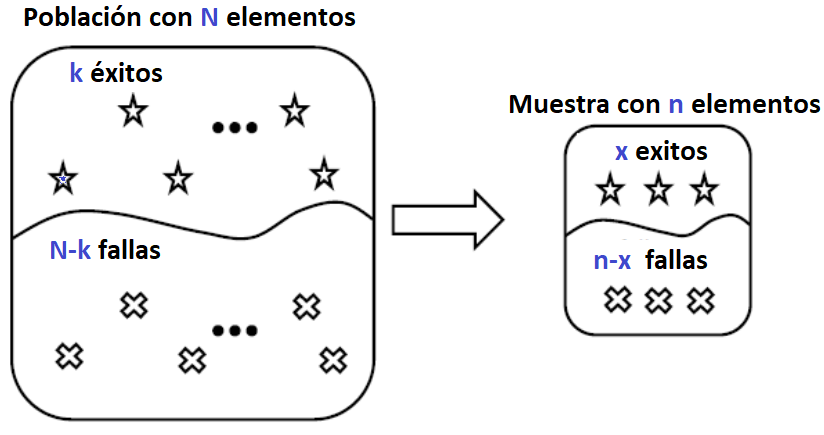 Población con N elementos
k éxitos
N-k fallas
Muestra con n elementos
x exitos
n-x fallas